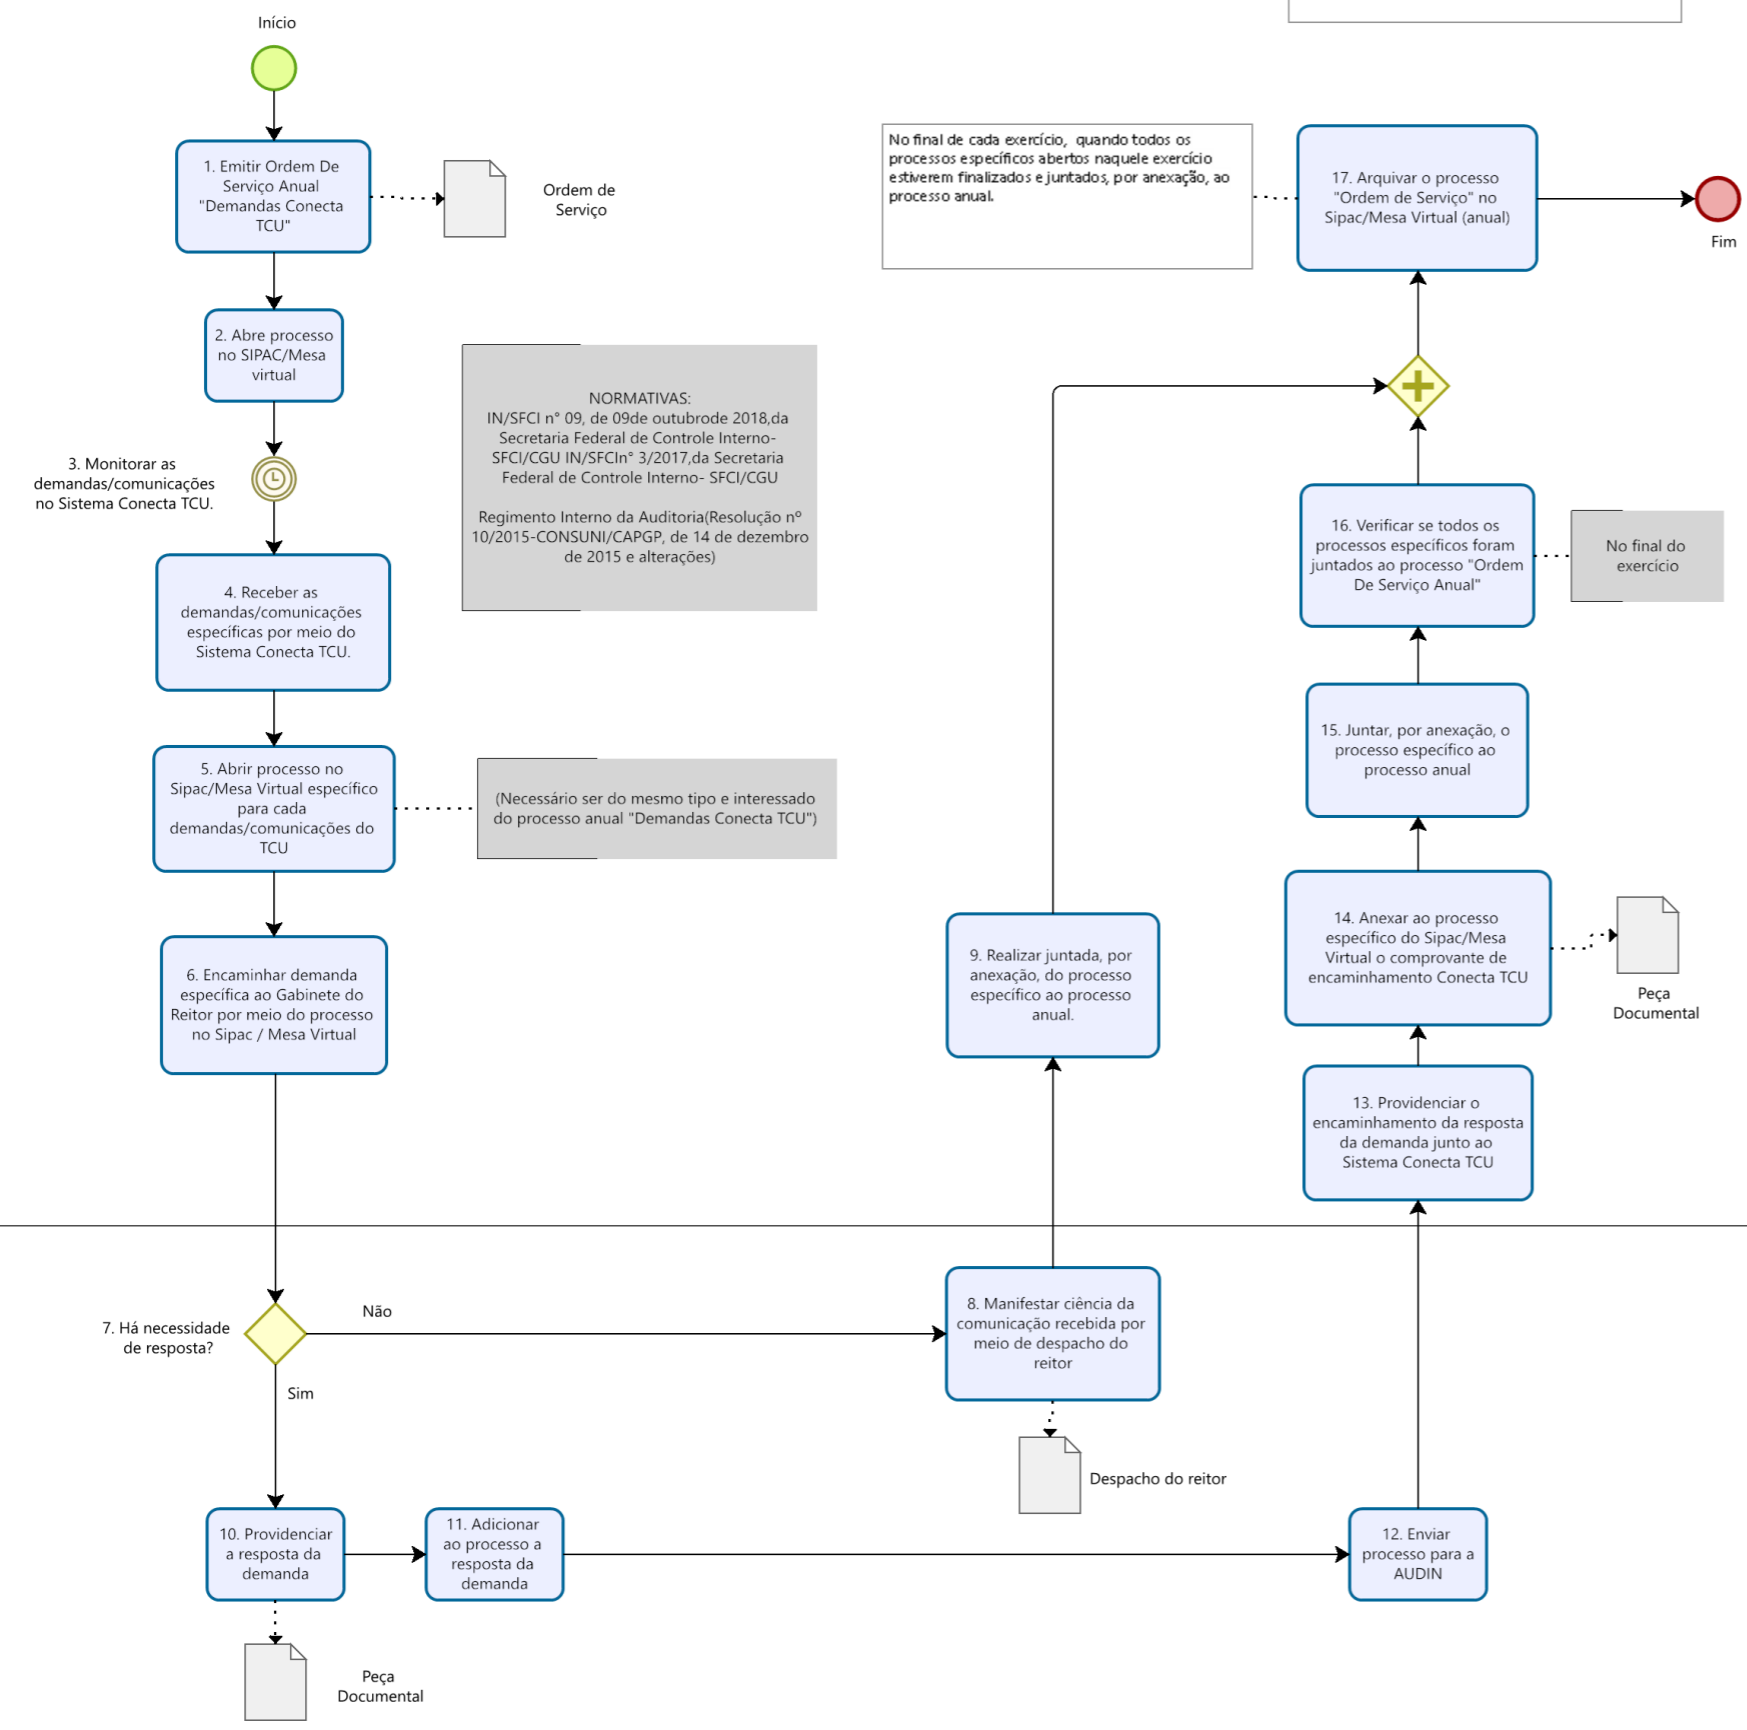 Início
1. Emitir Ordem De
Serviço Anual
"Demandas Conecta
TCU"
Ordem de
Serviço
2. Abre processo
no SIPAC/Mesa
virtual
3. Monitorar as
demandas/comunicações
no Sistema Conecta TCU.
NORMATIVAS:
IN/SFCI n° 09, de 09de outubrode 2018,da
Secretaria Federal de Controle Interno-
SFCI/CGU IN/SFCIn° 3/2017,da Secretaria
Federal de Controle Interno- SFCI/CGU
Regimento Interno da Auditoria(Resolução nº
10/2015-CONSUNI/CAPGP, de 14 de dezembro
de 2015 e alterações)
4. Receber as
demandas/comunicações
específicas por meio do
Sistema Conecta TCU.
5. Abrir processo no
Sipac/Mesa Virtual específico
para cada
demandas/comunicações do
TCU
(Necessário ser do mesmo tipo e interessado
do processo anual "Demandas Conecta TCU")
6. Encaminhar demanda
específica ao Gabinete do
Reitor por meio do processo
no Sipac / Mesa Virtual
7. Há necessidade
de resposta?
Não
Sim
8. Manifestar ciência da
comunicação recebida por
meio de despacho do
reitor
Despacho do reitor
9. Realizar juntada, por
anexação, do processo
específico ao processo
anual.
10. Providenciar
a resposta da
demanda
Peça
Documental
11. Adicionar
ao processo a
resposta da
demanda
12. Enviar
processo para a
AUDIN
13. Providenciar o
encaminhamento da resposta
da demanda junto ao
Sistema Conecta TCU
14. Anexar ao processo
específico do Sipac/Mesa
Virtual o comprovante de
encaminhamento Conecta TCU
Peça
Documental
15. Juntar, por anexação, o
processo específico ao
processo anual
16. Verificar se todos os
processos específicos foram
juntados ao processo "Ordem
De Serviço Anual"
No final do
exercício
17. Arquivar o processo
"Ordem de Serviço" no
Sipac/Mesa Virtual (anual)
No final de cada exercício,  quando todos os
processos específicos abertos naquele exercício
estiverem finalizados e juntados, por anexação, ao
processo anual.
Fim